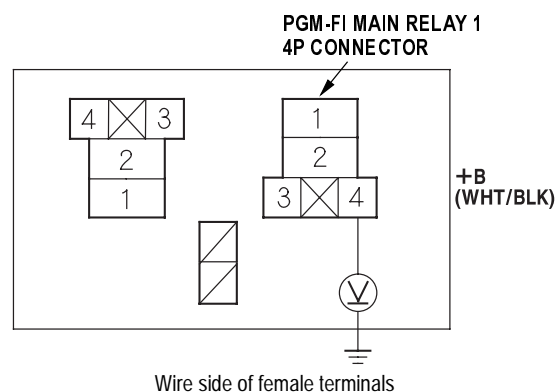 PGM-FI MAIN RELAY 1
4P CONNECTOR
4 3
2
1
1
2
3 4
+B
(WHT/BLK)
V
Wire side of female terminals